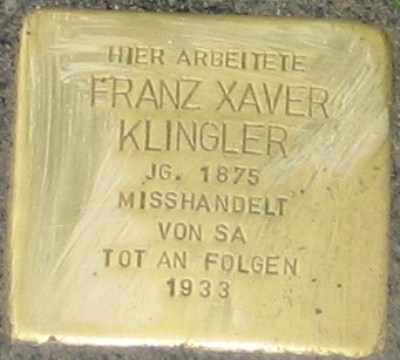 HIER ARBEITETE
FRANZ XAVER
KLINGLER
JG. 1875
MISSHANDELT
VON SA
TOT AN FOLGEN
1933